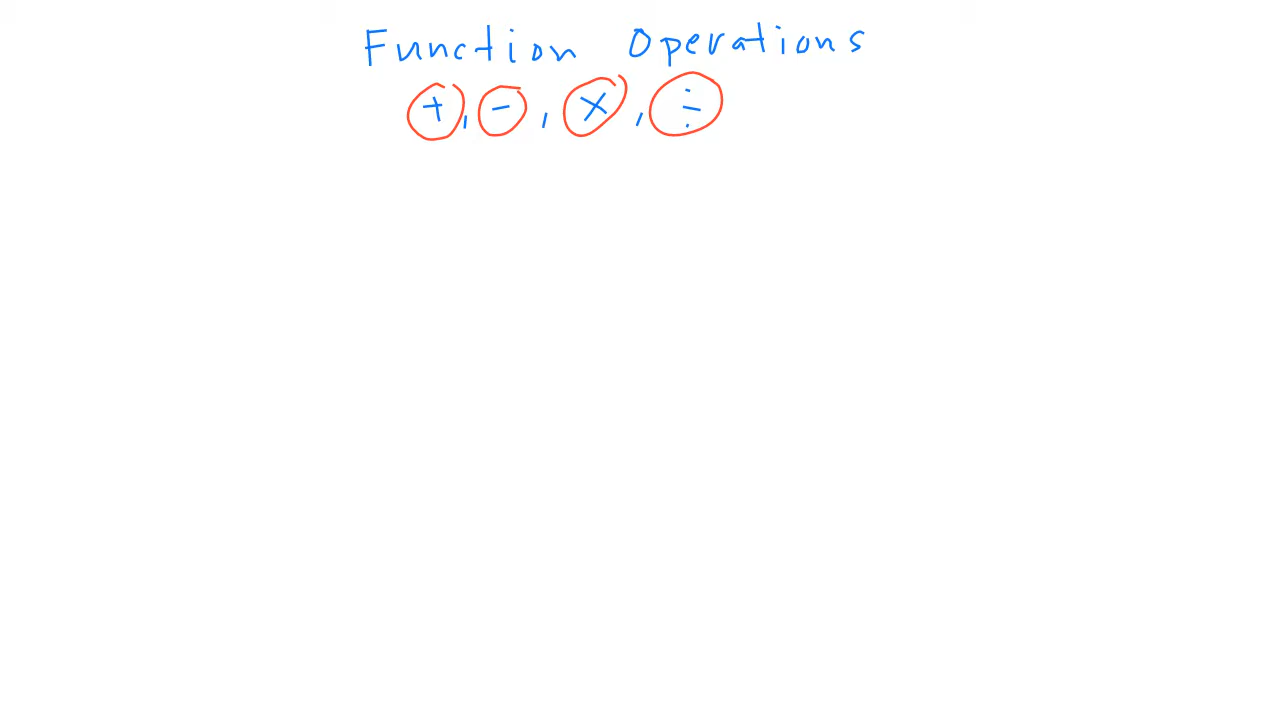 Function Operations
+, -, ×, ÷